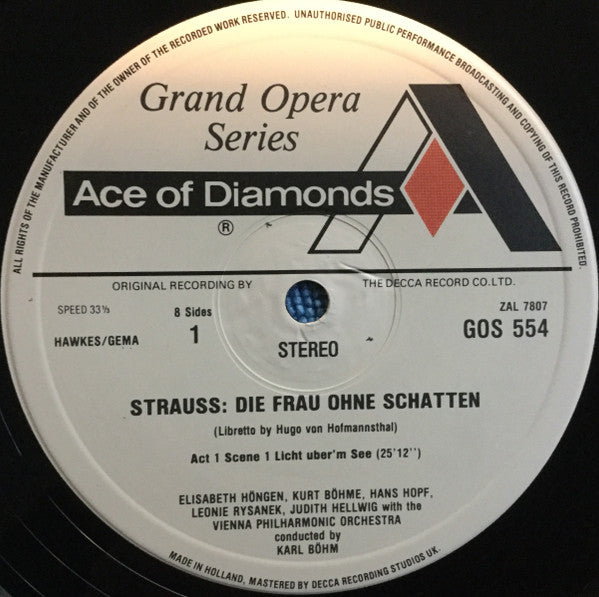 ALL RIGHTS OF THE MANUFACTURER AND OF THE OWNER OF THE RECORDED WORK RESERVED. UNAUTHORISED PUBLIC PERFORMANCE BROADCASTING AND COPYING OF THIS RECORD PROHIBITED.
Grand Opera
Series
Ace of Diamonds
®
ORIGINAL RECORDING BY THE DECCA RECORD CO. LTD.
SPEED 33⅓ 8 Sides ZAL 7807
HAWKES/GEMA 1 STEREO GOS 554
STRAUSS: DIE FRAU OHNE SCHATTEN
(Libretto by Hugo von Hofmannsthal)
Act 1 Scene 1 Licht uber'm See (25'12'')
ELISABETH HÖNGEN, KURT BÖHME, HANS HOPF,
LEONIE RYSANEK, JUDITH HELLWIG with the
VIENNA PHILHARMONIC ORCHESTRA
conducted by
KARL BÖHM
MADE IN HOLLAND, MASTERED BY DECCA RECORDING STUDIOS UK.